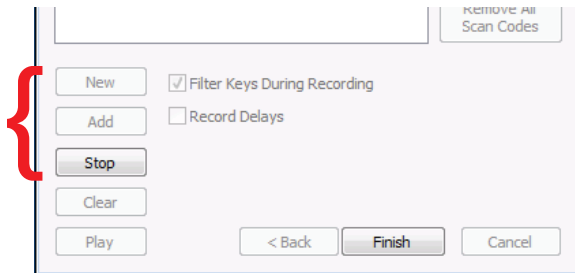 Remove All
Scan Codes
New
Filter Keys During Recording
Add
Record Delays
Stop
Clear
Play
< Back
Finish
Cancel